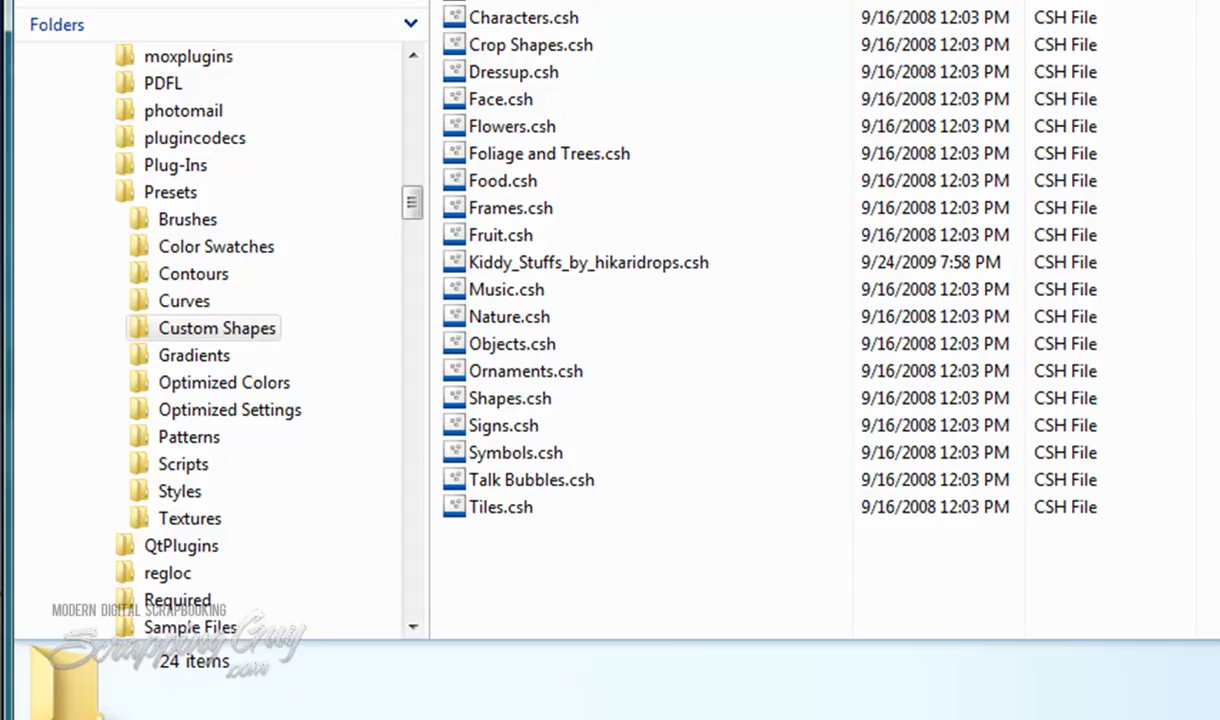 Folders
moxplugins
PDFL
photomail
plugincodecs
Plug-Ins
Presets
Brushes
Color Swatches
Contours
Curves
Custom Shapes
Gradients
Optimized Colors
Optimized Settings
Patterns
Scripts
Styles
Textures
QtPlugins
regloc
Required
Sample Files
Characters.csh 9/16/2008 12:03 PM CSH File
Crop Shapes.csh 9/16/2008 12:03 PM CSH File
Dressup.csh 9/16/2008 12:03 PM CSH File
Face.csh 9/16/2008 12:03 PM CSH File
Flowers.csh 9/16/2008 12:03 PM CSH File
Foliage and Trees.csh 9/16/2008 12:03 PM CSH File
Food.csh 9/16/2008 12:03 PM CSH File
Frames.csh 9/16/2008 12:03 PM CSH File
Fruit.csh 9/16/2008 12:03 PM CSH File
Kiddy_Stuffs_by_hikaridrops.csh 9/24/2009 7:58 PM CSH File
Music.csh 9/16/2008 12:03 PM CSH File
Nature.csh 9/16/2008 12:03 PM CSH File
Objects.csh 9/16/2008 12:03 PM CSH File
Ornaments.csh 9/16/2008 12:03 PM CSH File
Shapes.csh 9/16/2008 12:03 PM CSH File
Signs.csh 9/16/2008 12:03 PM CSH File
Symbols.csh 9/16/2008 12:03 PM CSH File
Talk Bubbles.csh 9/16/2008 12:03 PM CSH File
Tiles.csh 9/16/2008 12:03 PM CSH File
MODERN DIGITAL SCRAPBOOKING
ScrappingGuy
.com
24 items